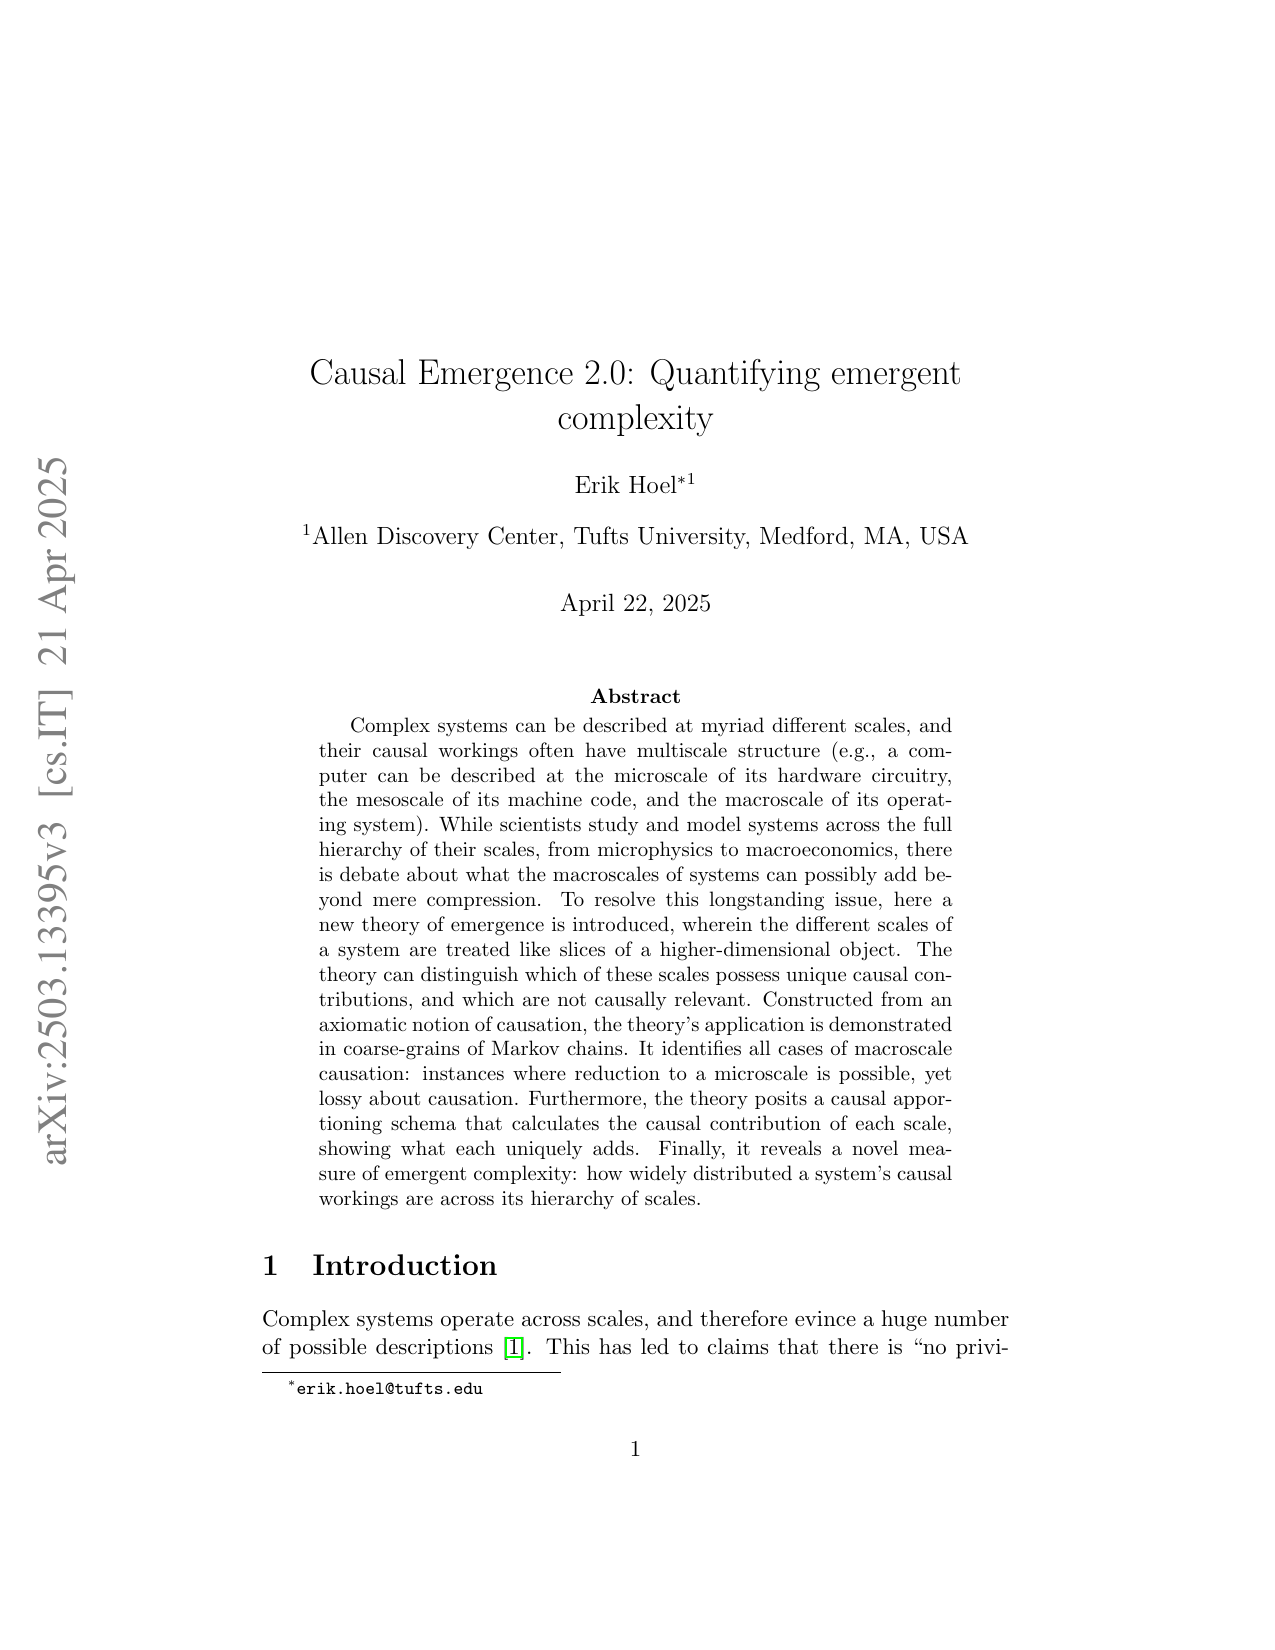 arXiv:2503.13395v3 [cs.IT] 21 Apr 2025
Causal Emergence 2.0: Quantifying emergent
complexity
Erik Hoel*1
1Allen Discovery Center, Tufts University, Medford, MA, USA
April 22, 2025
Abstract
Complex systems can be described at myriad different scales, and
their causal workings often have multiscale structure (e.g., a com-
puter can be described at the microscale of its hardware circuitry,
the mesoscale of its machine code, and the macroscale of its operat-
ing system). While scientists study and model systems across the full
hierarchy of their scales, from microphysics to macroeconomics, there
is debate about what the macroscales of systems can possibly add be-
yond mere compression. To resolve this longstanding issue, here a
new theory of emergence is introduced, wherein the different scales of
a system are treated like slices of a higher-dimensional object. The
theory can distinguish which of these scales possess unique causal con-
tributions, and which are not causally relevant. Constructed from an
axiomatic notion of causation, the theory's application is demonstrated
in coarse-grains of Markov chains. It identifies all cases of macroscale
causation: instances where reduction to a microscale is possible, yet
lossy about causation. Furthermore, the theory posits a causal appor-
tioning schema that calculates the causal contribution of each scale,
showing what each uniquely adds. Finally, it reveals a novel mea-
sure of emergent complexity: how widely distributed a system's causal
workings are across its hierarchy of scales.
1 Introduction
Complex systems operate across scales, and therefore evince a huge number
of possible descriptions [1]. This has led to claims that there is “no privi-
*erik.hoel@tufts.edu
1